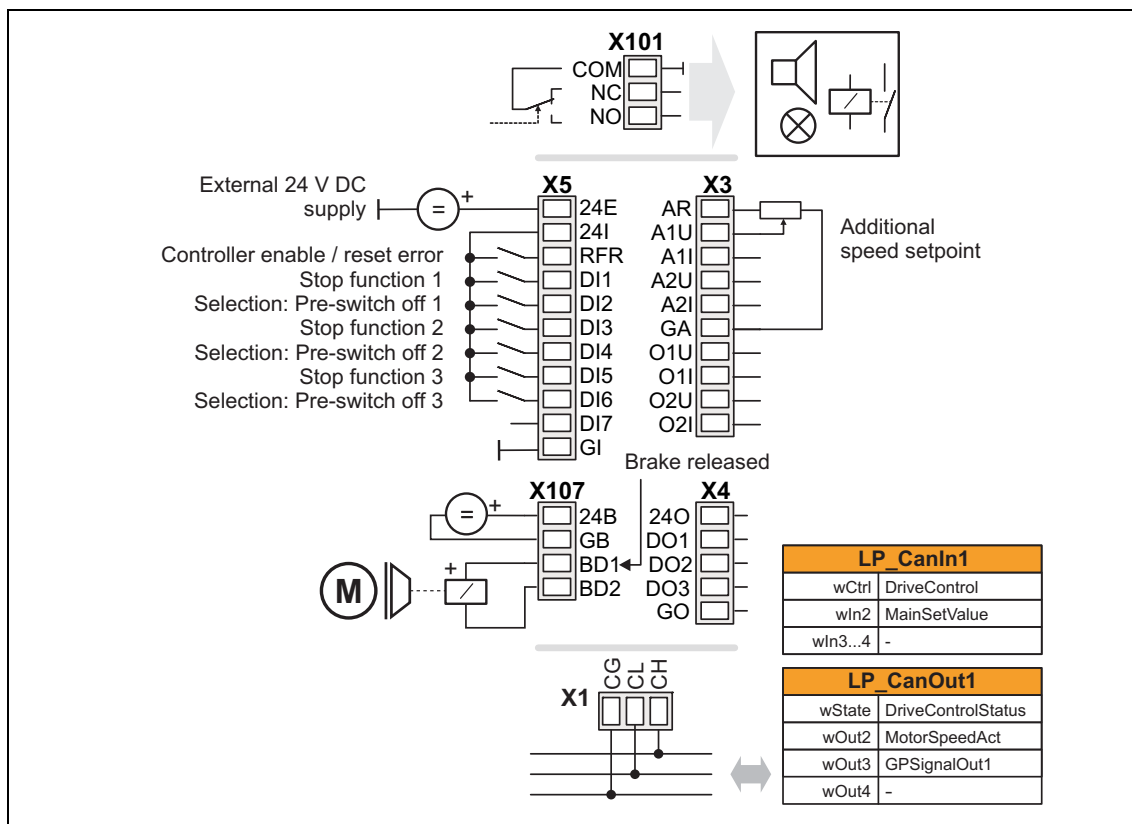 X101
COM
NC
NO
External 24 V DC
supply
=
+
X5
24E
24I
RFR
DI1
DI2
DI3
DI4
DI5
DI6
DI7
GI
Controller enable / reset error
Stop function 1
Selection: Pre-switch off 1
Stop function 2
Selection: Pre-switch off 2
Stop function 3
Selection: Pre-switch off 3
X3
AR
A1U
A1I
A2U
A2I
GA
O1U
O1I
O2U
O2I
Additional
speed setpoint
Brake released
X107
=
+
24B
GB
BD1
BD2
M
+
X4
24O
DO1
DO2
DO3
GO
X1
CG
CL
CH
LP_CanIn1
wCtrl DriveControl
wIn2 MainSetValue
wIn3...4 -
LP_CanOut1
wState DriveControlStatus
wOut2 MotorSpeedAct
wOut3 GPSignalOut1
wOut4 -